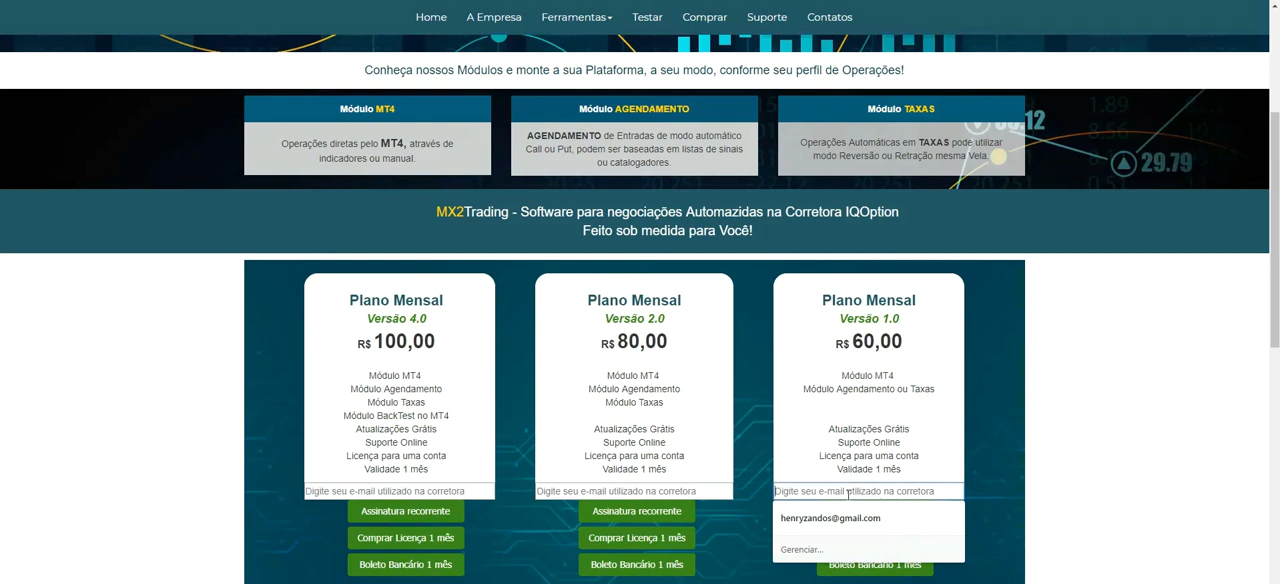 Home A Empresa Ferramentas Testar Comprar Suporte Contatos
Conheça nossos Módulos e monte a sua Plataforma, a seu modo, conforme seu perfil de Operações!
Módulo MT4
Operações diretas pelo MT4, através de
indicadores ou manual.
Módulo AGENDAMENTO
AGENDAMENTO de Entradas de modo automático
Call ou Put, podem ser baseadas em listas de sinais
ou catalogadores.
Módulo TAXAS
Operações Automáticas em TAXAS pode utilizar
modo Reversão ou Retração mesma Vela.
29.79
MX2Trading - Software para negociações Automazidas na Corretora IQOption
Feito sob medida para Você!
Plano Mensal
Versão 4.0
R$ 100,00
Módulo MT4
Módulo Agendamento
Módulo Taxas
Módulo BackTest no MT4
Atualizações Grátis
Suporte Online
Licença para uma conta
Validade 1 mês
Digite seu e-mail utilizado na corretora
Assinatura recorrente
Comprar Licença 1 mês
Boleto Bancário 1 mês
Plano Mensal
Versão 2.0
R$ 80,00
Módulo MT4
Módulo Agendamento
Módulo Taxas
Atualizações Grátis
Suporte Online
Licença para uma conta
Validade 1 mês
Digite seu e-mail utilizado na corretora
Assinatura recorrente
Comprar Licença 1 mês
Boleto Bancário 1 mês
Plano Mensal
Versão 1.0
R$ 60,00
Módulo MT4
Módulo Agendamento ou Taxas
Atualizações Grátis
Suporte Online
Licença para uma conta
Validade 1 mês
Digite seu e-mail utilizado na corretora
henryzandos@gmail.com
Gerenciar...
Boleto Bancário 1 mês